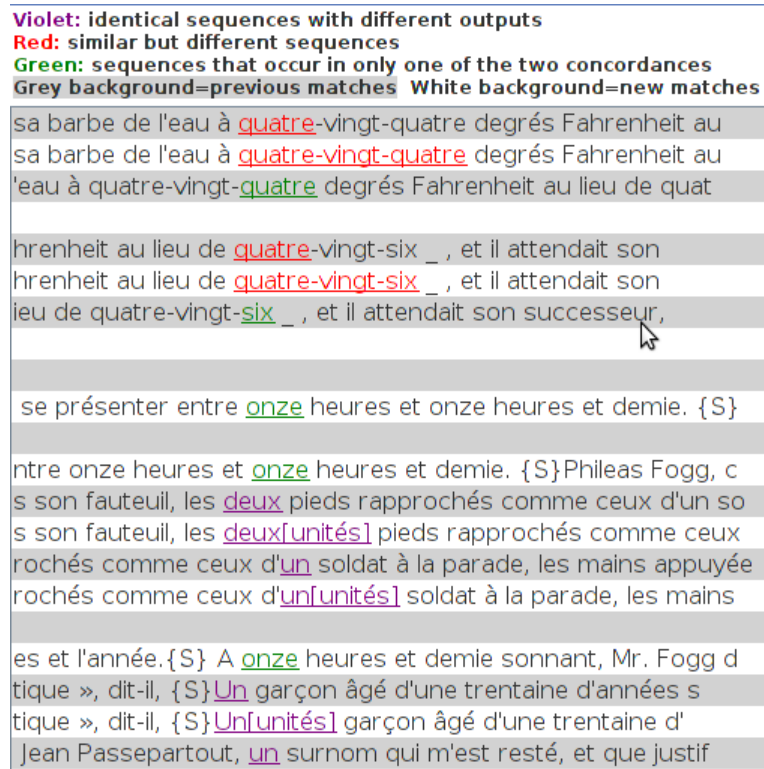 Violet: identical sequences with different outputs
Red: similar but different sequences
Green: sequences that occur in only one of the two concordances
Grey background=previous matches White background=new matches
sa barbe de l'eau à quatre-vingt-quatre degrés Fahrenheit au
sa barbe de l'eau à quatre-vingt-quatre degrés Fahrenheit au
'eau à quatre-vingt-quatre degrés Fahrenheit au lieu de quat
hrenheit au lieu de quatre-vingt-six _ , et il attendait son
hrenheit au lieu de quatre-vingt-six _ , et il attendait son
ieu de quatre-vingt-six _ , et il attendait son successeur,
se présenter entre onze heures et onze heures et demie. {S}
ntre onze heures et onze heures et demie. {S}Phileas Fogg, c
s son fauteuil, les deux pieds rapprochés comme ceux d'un so
s son fauteuil, les deux[unités] pieds rapprochés comme ceux
rochés comme ceux d'un soldat à la parade, les mains appuyée
rochés comme ceux d'un[unités] soldat à la parade, les mains
es et l'année.{S} A onze heures et demie sonnant, Mr. Fogg d
tique », dit-il, {S}Un garçon âgé d'une trentaine d'années s
tique », dit-il, {S}Un[unités] garçon âgé d'une trentaine d'
Jean Passepartout, un surnom qui m'est resté, et que justif